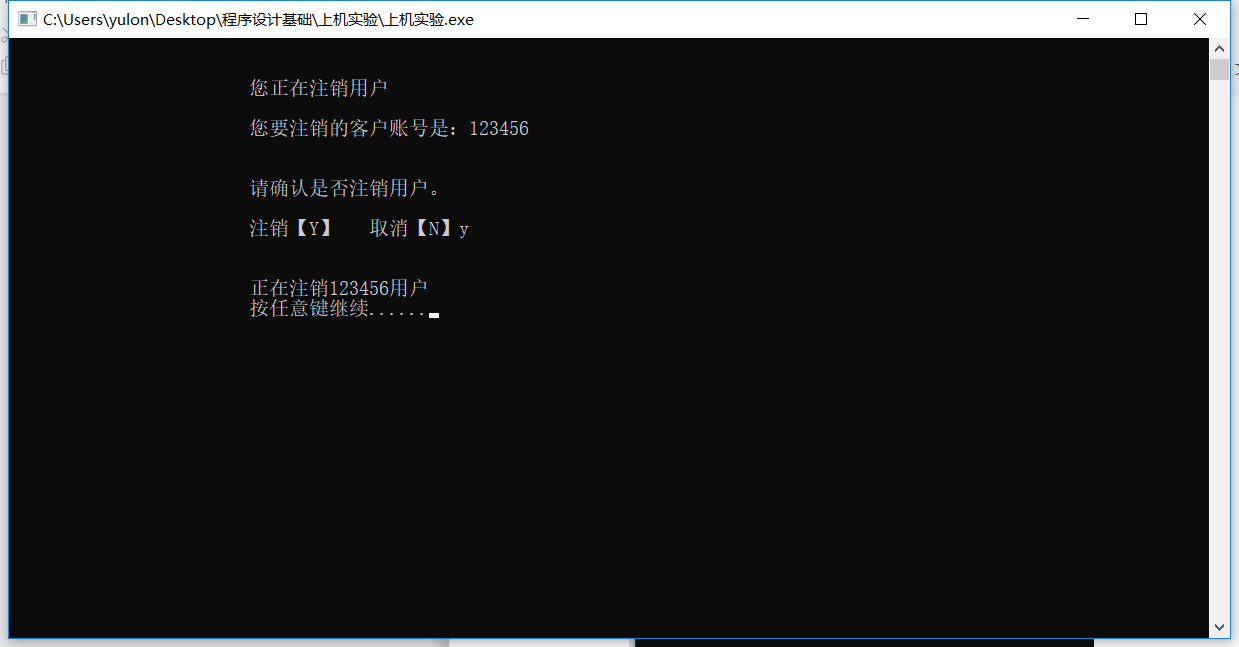 C:\Users\yulon\Desktop\程序设计基础\上机实验\上机实验.exe
您正在注销用户
您要注销的客户账号是：123456
请确认是否注销用户。
注销【Y】   取消【N】y
正在注销123456用户
按任意键继续......